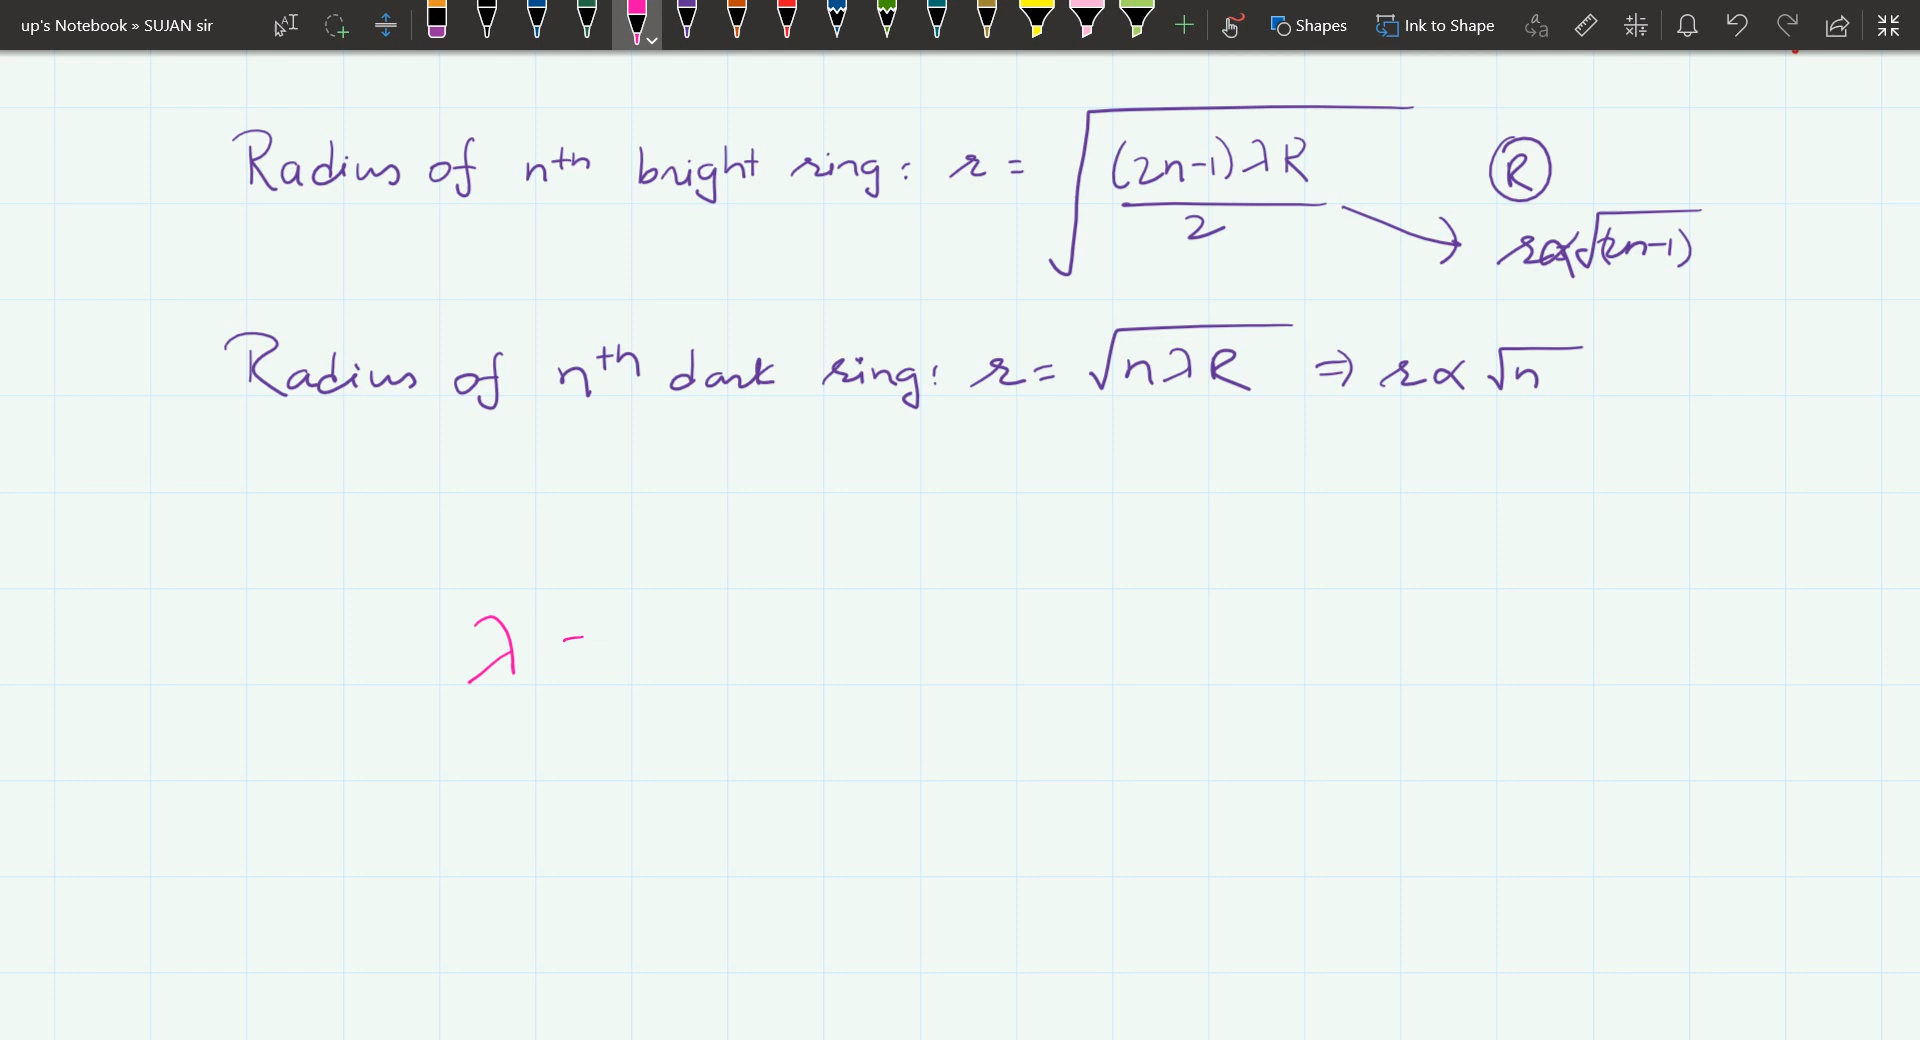 up's Notebook » SUJAN sir Shapes Ink to Shape
Radius of nth bright ring: r = √((2n-1)λR/2) Ⓡ
r∝√(2n-1)
Radius of nth dark ring: r = √(nλR) ⇒ r∝√n
λ -